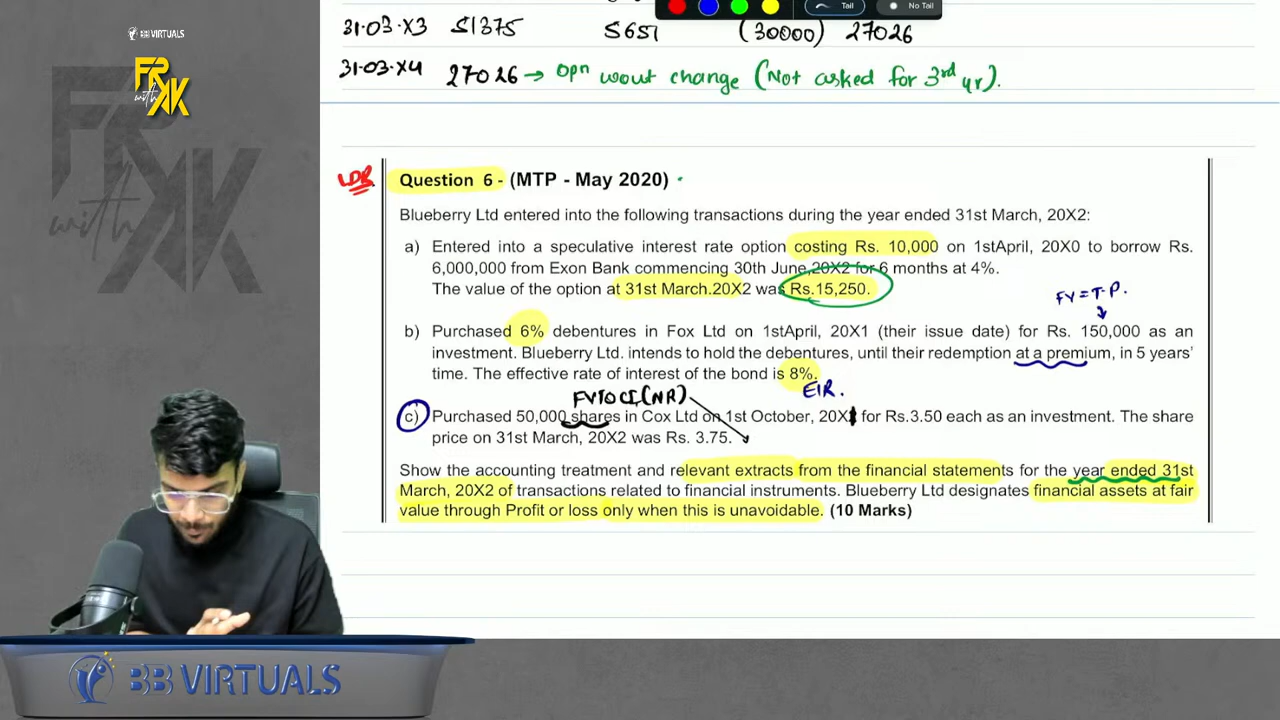 Tail
No Tail
31.03.X3 51375 5651 (30000) 27026
31.03.X4 27026 → Opn wout change (Not asked for 3rd yr).
BB VIRTUALS
FR with AK
LDR Question 6 - (MTP - May 2020)
Blueberry Ltd entered into the following transactions during the year ended 31st March, 20X2:
a) Entered into a speculative interest rate option costing Rs. 10,000 on 1stApril, 20X0 to borrow Rs.
6,000,000 from Exon Bank commencing 30th June,20X2 for 6 months at 4%.
The value of the option at 31st March.20X2 was Rs.15,250.
FV = T.P.
b) Purchased 6% debentures in Fox Ltd on 1stApril, 20X1 (their issue date) for Rs. 150,000 as an
investment. Blueberry Ltd. intends to hold the debentures, until their redemption at a premium, in 5 years'
time. The effective rate of interest of the bond is 8%.
FVTOCI (NR) EIR.
c) Purchased 50,000 shares in Cox Ltd on 1st October, 20X1 for Rs.3.50 each as an investment. The share
price on 31st March, 20X2 was Rs. 3.75.
Show the accounting treatment and relevant extracts from the financial statements for the year ended 31st
March, 20X2 of transactions related to financial instruments. Blueberry Ltd designates financial assets at fair
value through Profit or loss only when this is unavoidable. (10 Marks)
BB VIRTUALS